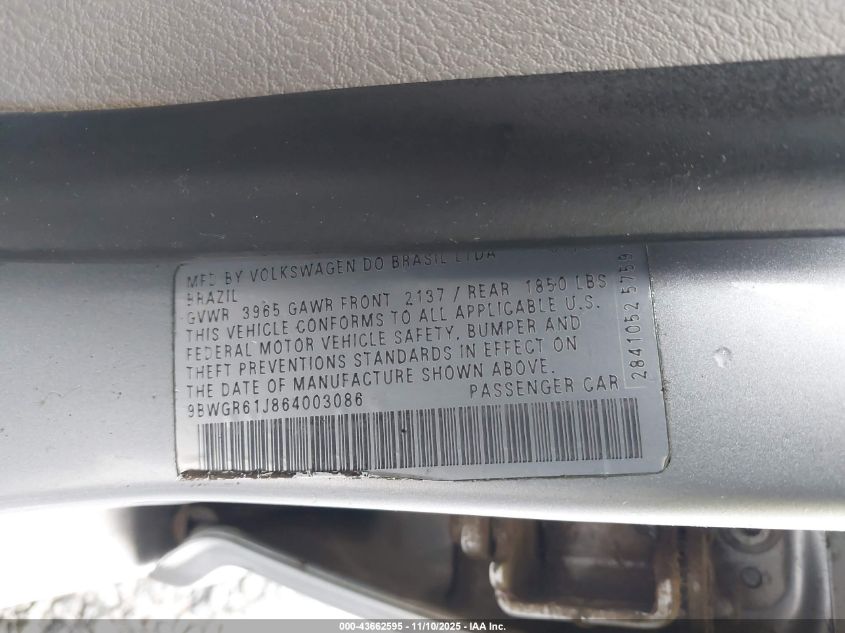 MFD BY VOLKSWAGEN DO BRASIL LTDA
BRAZIL
GVWR 3965 GAWR FRONT 2137 / REAR 1850 LBS
THIS VEHICLE CONFORMS TO ALL APPLICABLE U.S.
FEDERAL MOTOR VEHICLE SAFETY, BUMPER AND
THEFT PREVENTIONS STANDARDS IN EFFECT ON
THE DATE OF MANUFACTURE SHOWN ABOVE.
9BWGR61J864003086 PASSENGER CAR
2841052 5759
000-43662595 - 11/10/2025 - IAA Inc.